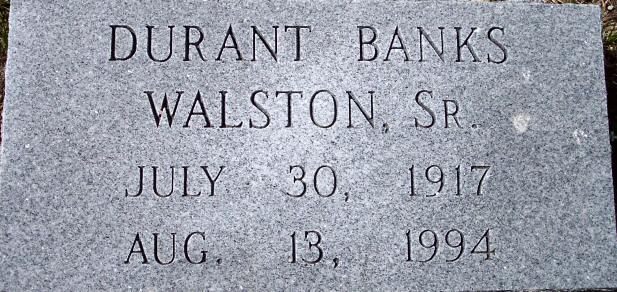 DURANT BANKS
WALSTON, SR.
JULY 30, 1917
AUG. 13, 1994